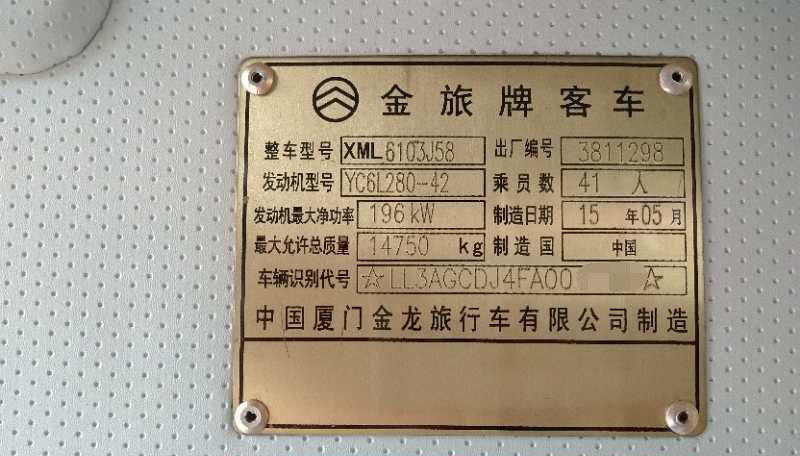 金旅牌客车
整车型号 XML6103J58 出厂编号 3811298
发动机型号 YC6L280-42 乘员数 41 人
发动机最大净功率 196kW 制造日期 15 年 05 月
最大允许总质量 14750 kg 制造国 中国
车辆识别代号 ☆LL3AGCDJ4FA00 ☆
中国厦门金龙旅行车有限公司制造